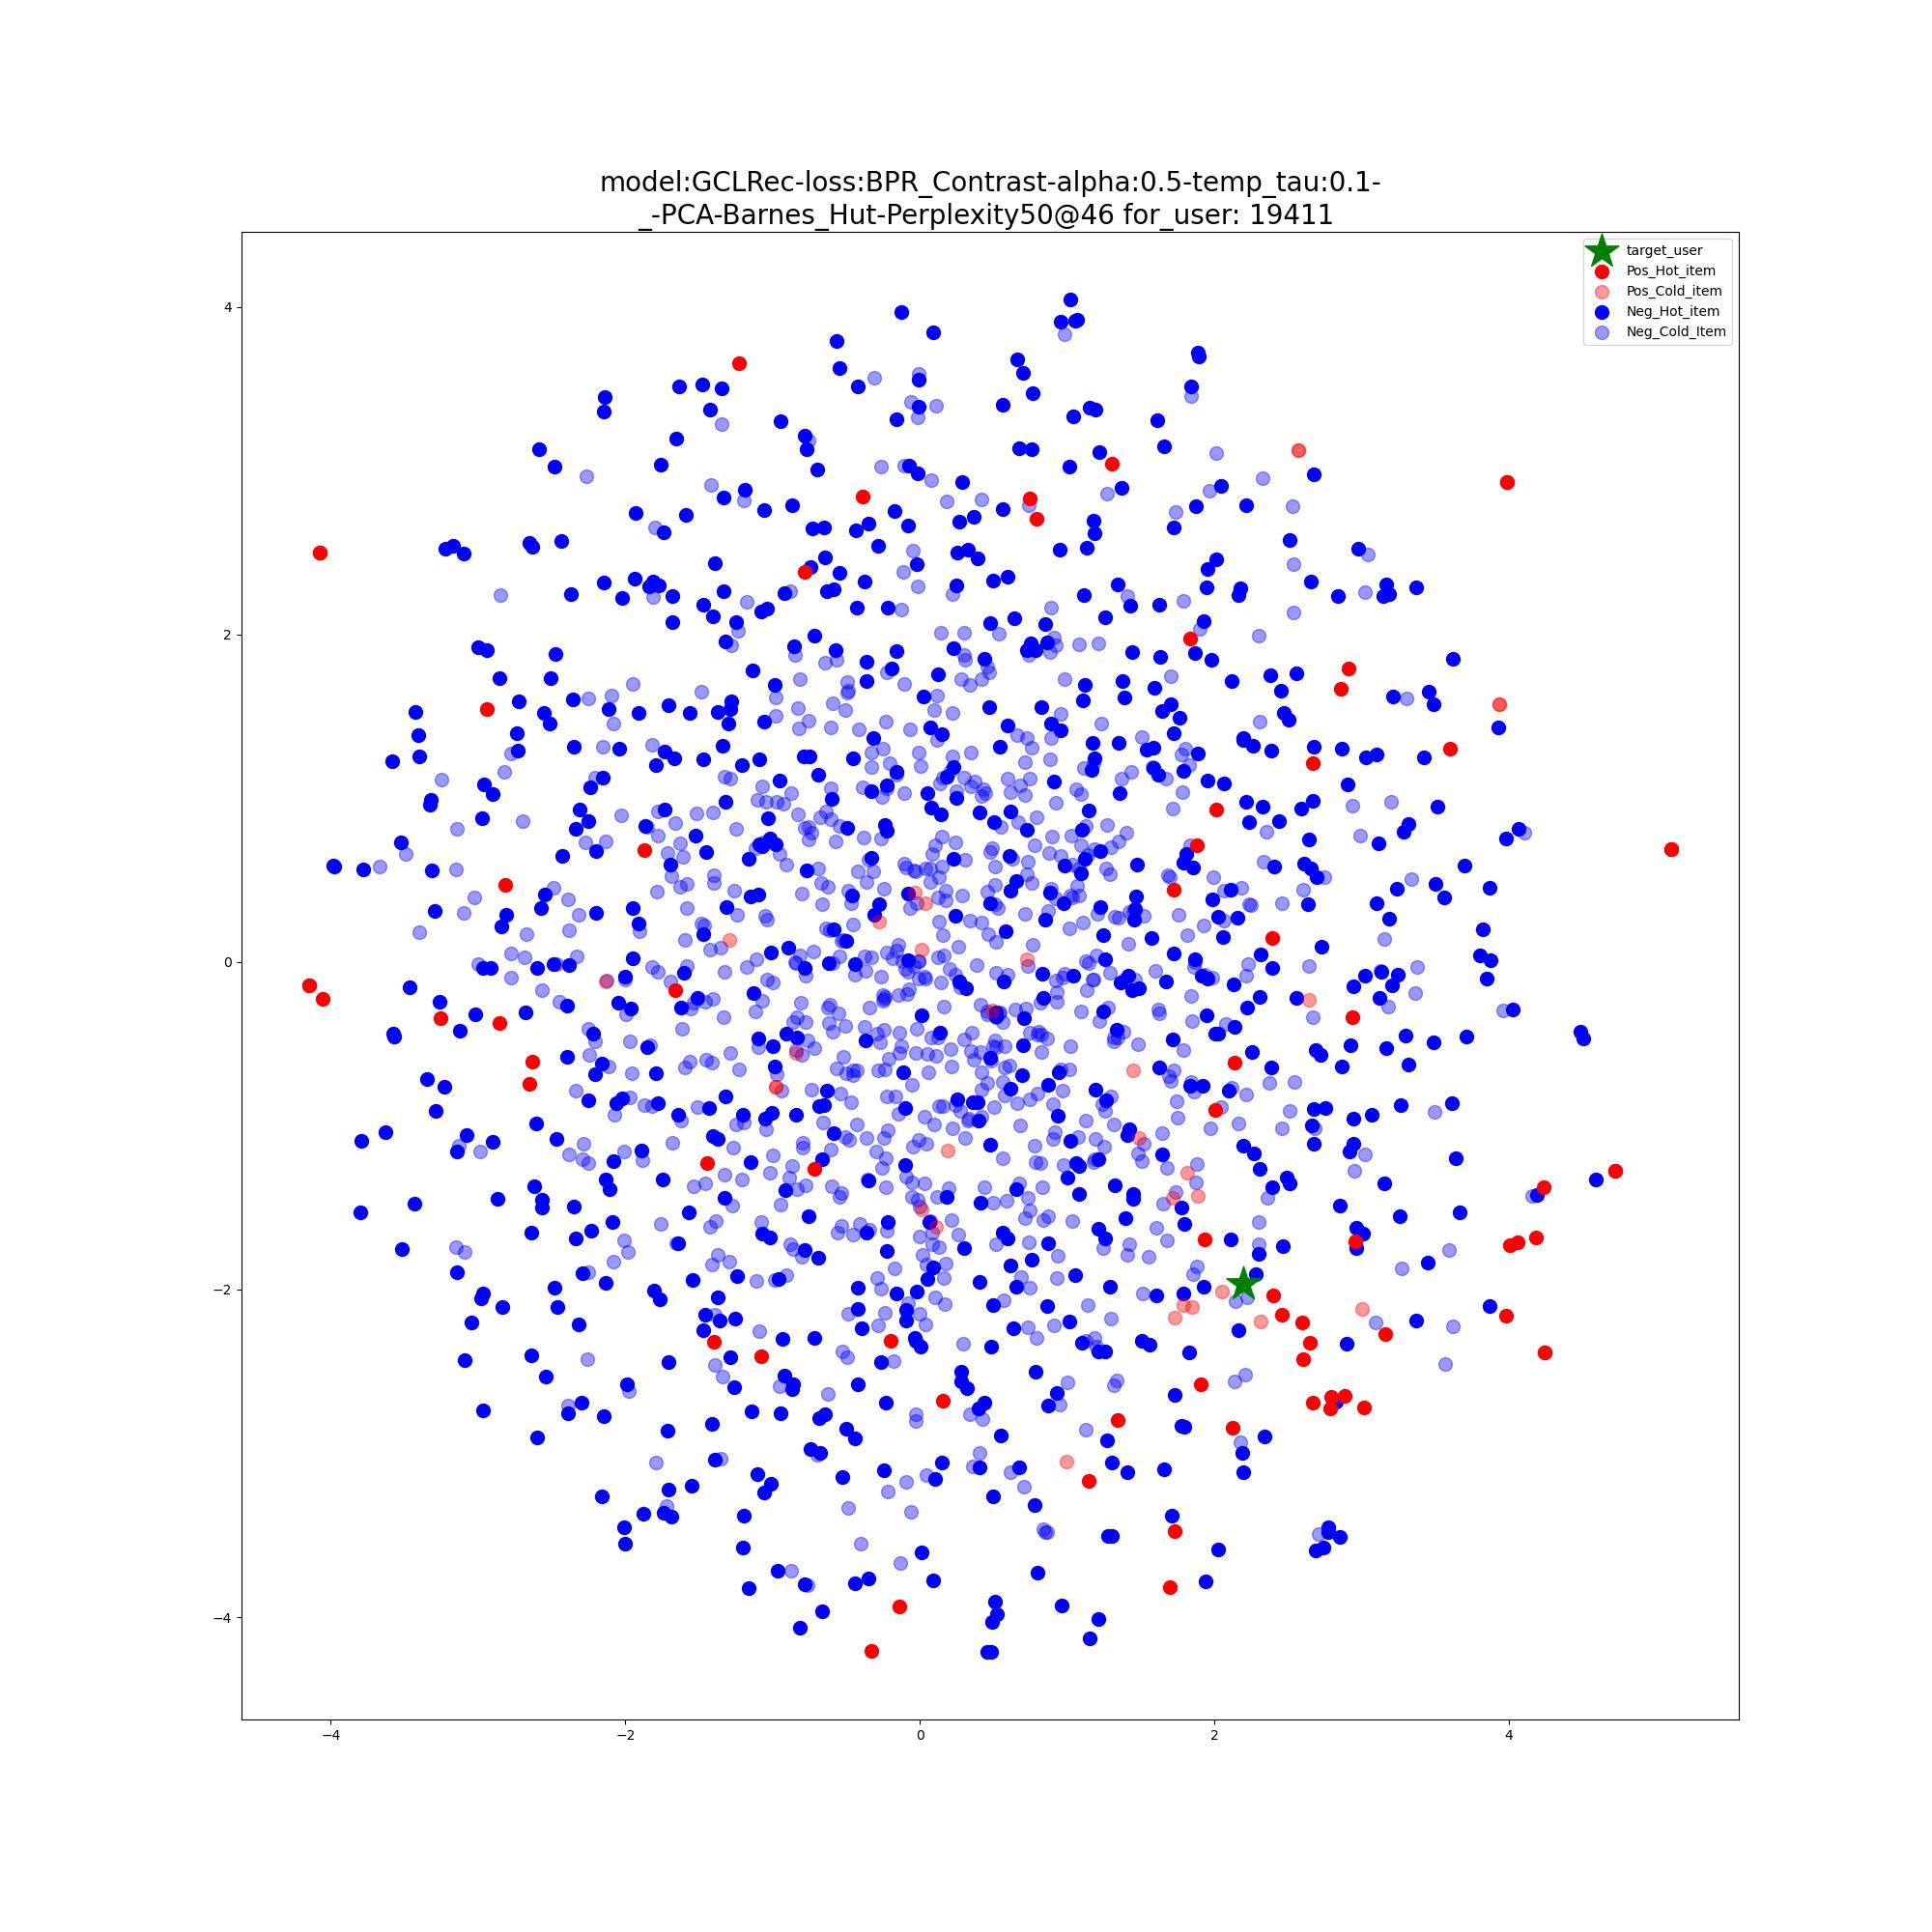 model:GCLRec-loss:BPR_Contrast-alpha:0.5-temp_tau:0.1-
_-PCA-Barnes_Hut-Perplexity50@46 for_user: 19411
target_user
Pos_Hot_item
Pos_Cold_item
Neg_Hot_item
Neg_Cold_Item
4
2
0
−2
−4
−4
−2
0
2
4